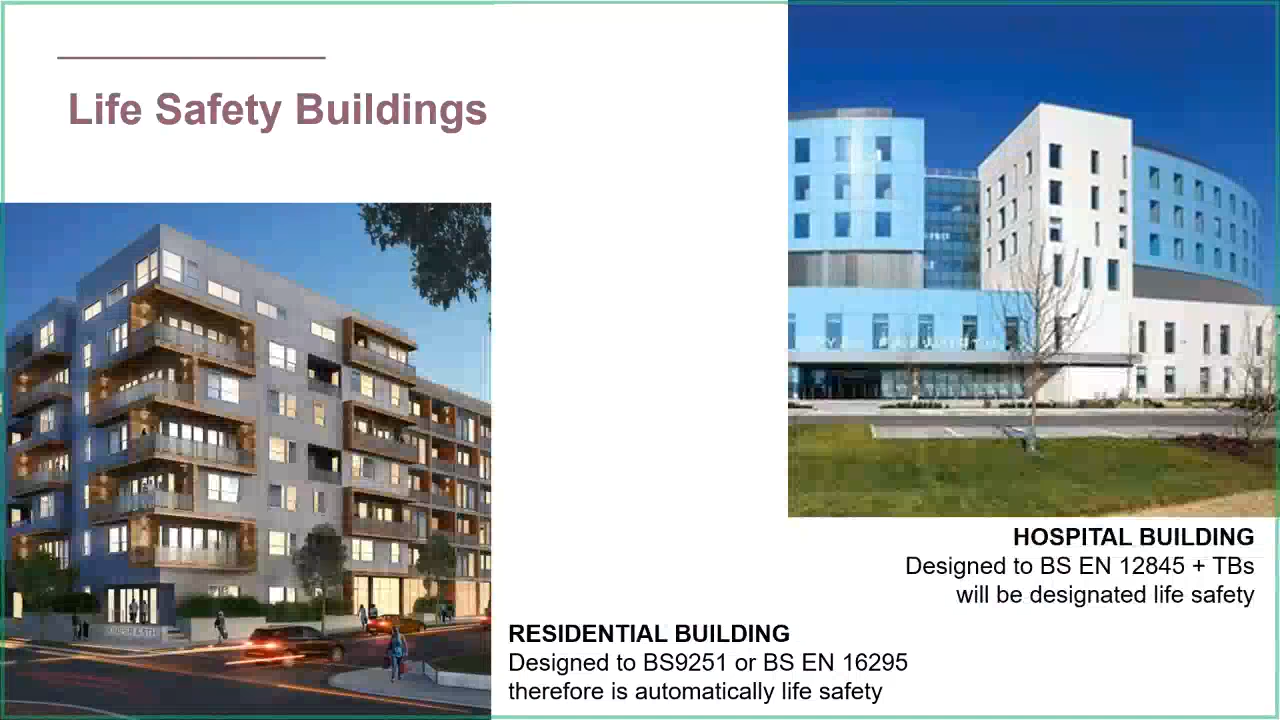 Life Safety Buildings
HOSPITAL BUILDING
Designed to BS EN 12845 + TBs
will be designated life safety
RESIDENTIAL BUILDING
Designed to BS9251 or BS EN 16295
therefore is automatically life safety